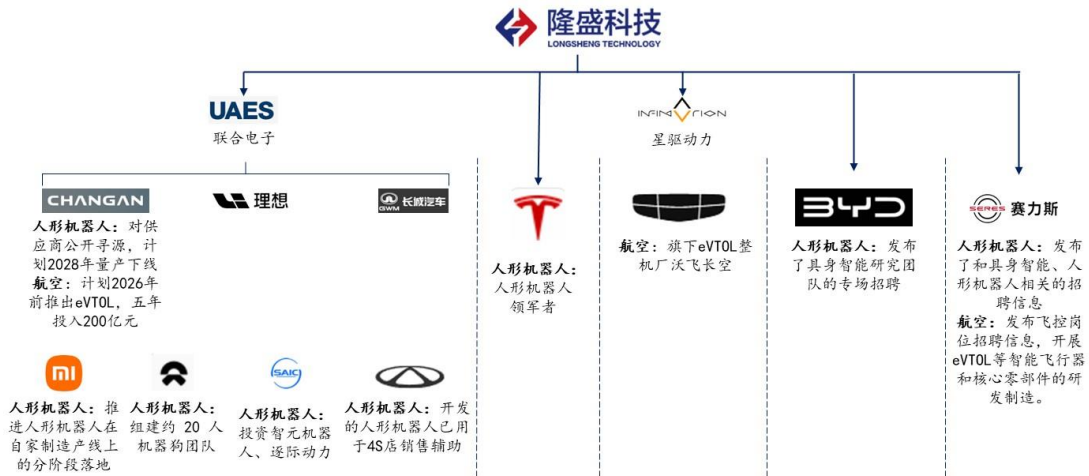 隆盛科技
LONGSHENG TECHNOLOGY
UAES
联合电子
INFIMOTION
星驱动力
CHANGAN
理想
GWM 长城汽车
人形机器人：对供
应商公开寻源，计
划2028年量产下线
航空：计划2026年
前推出eVTOL，五年
投入200亿元
人形机器人：
人形机器人
领军者
航空：旗下eVTOL整
机厂沃飞长空
BYD
人形机器人：发布
了具身智能研究团
队的专场招聘
SERES 赛力斯
人形机器人：发布
了和具身智能、人
形机器人相关的招
聘信息
航空：发布飞控岗
位招聘信息，开展
eVTOL等智能飞行器
和核心零部件的研
发制造。
mi
人形机器人：推
进人形机器人在
自家制造产线上
的分阶段落地
人形机器人：
组建约 20 人
机器狗团队
SAIC
人形机器人：
投资智元机器
人、逐际动力
人形机器人：开发
的人形机器人已用
于4S店销售辅助